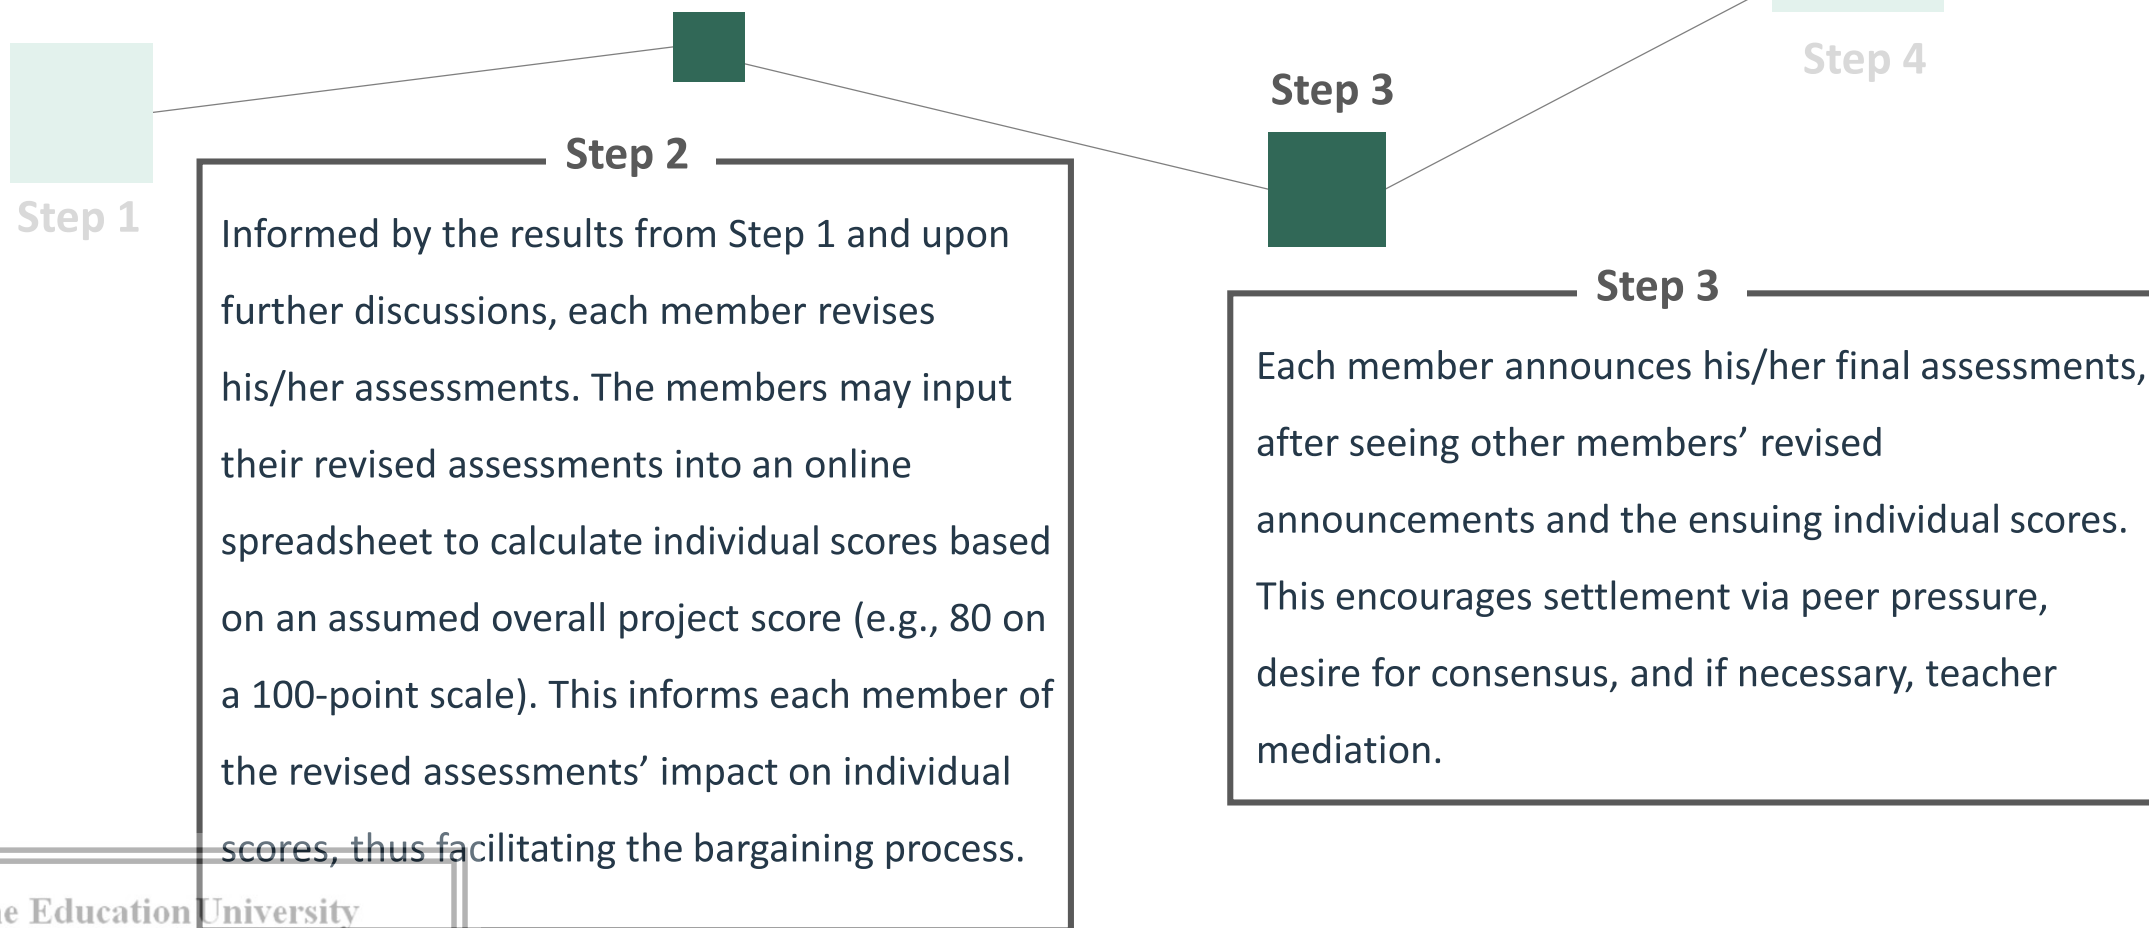 Step 1
Step 2
Informed by the results from Step 1 and upon
further discussions, each member revises
his/her assessments. The members may input
their revised assessments into an online
spreadsheet to calculate individual scores based
on an assumed overall project score (e.g., 80 on
a 100-point scale). This informs each member of
the revised assessments’ impact on individual
scores, thus facilitating the bargaining process.
Step 3
Step 3
Each member announces his/her final assessments,
after seeing other members’ revised
announcements and the ensuing individual scores.
This encourages settlement via peer pressure,
desire for consensus, and if necessary, teacher
mediation.
Step 4
Education University